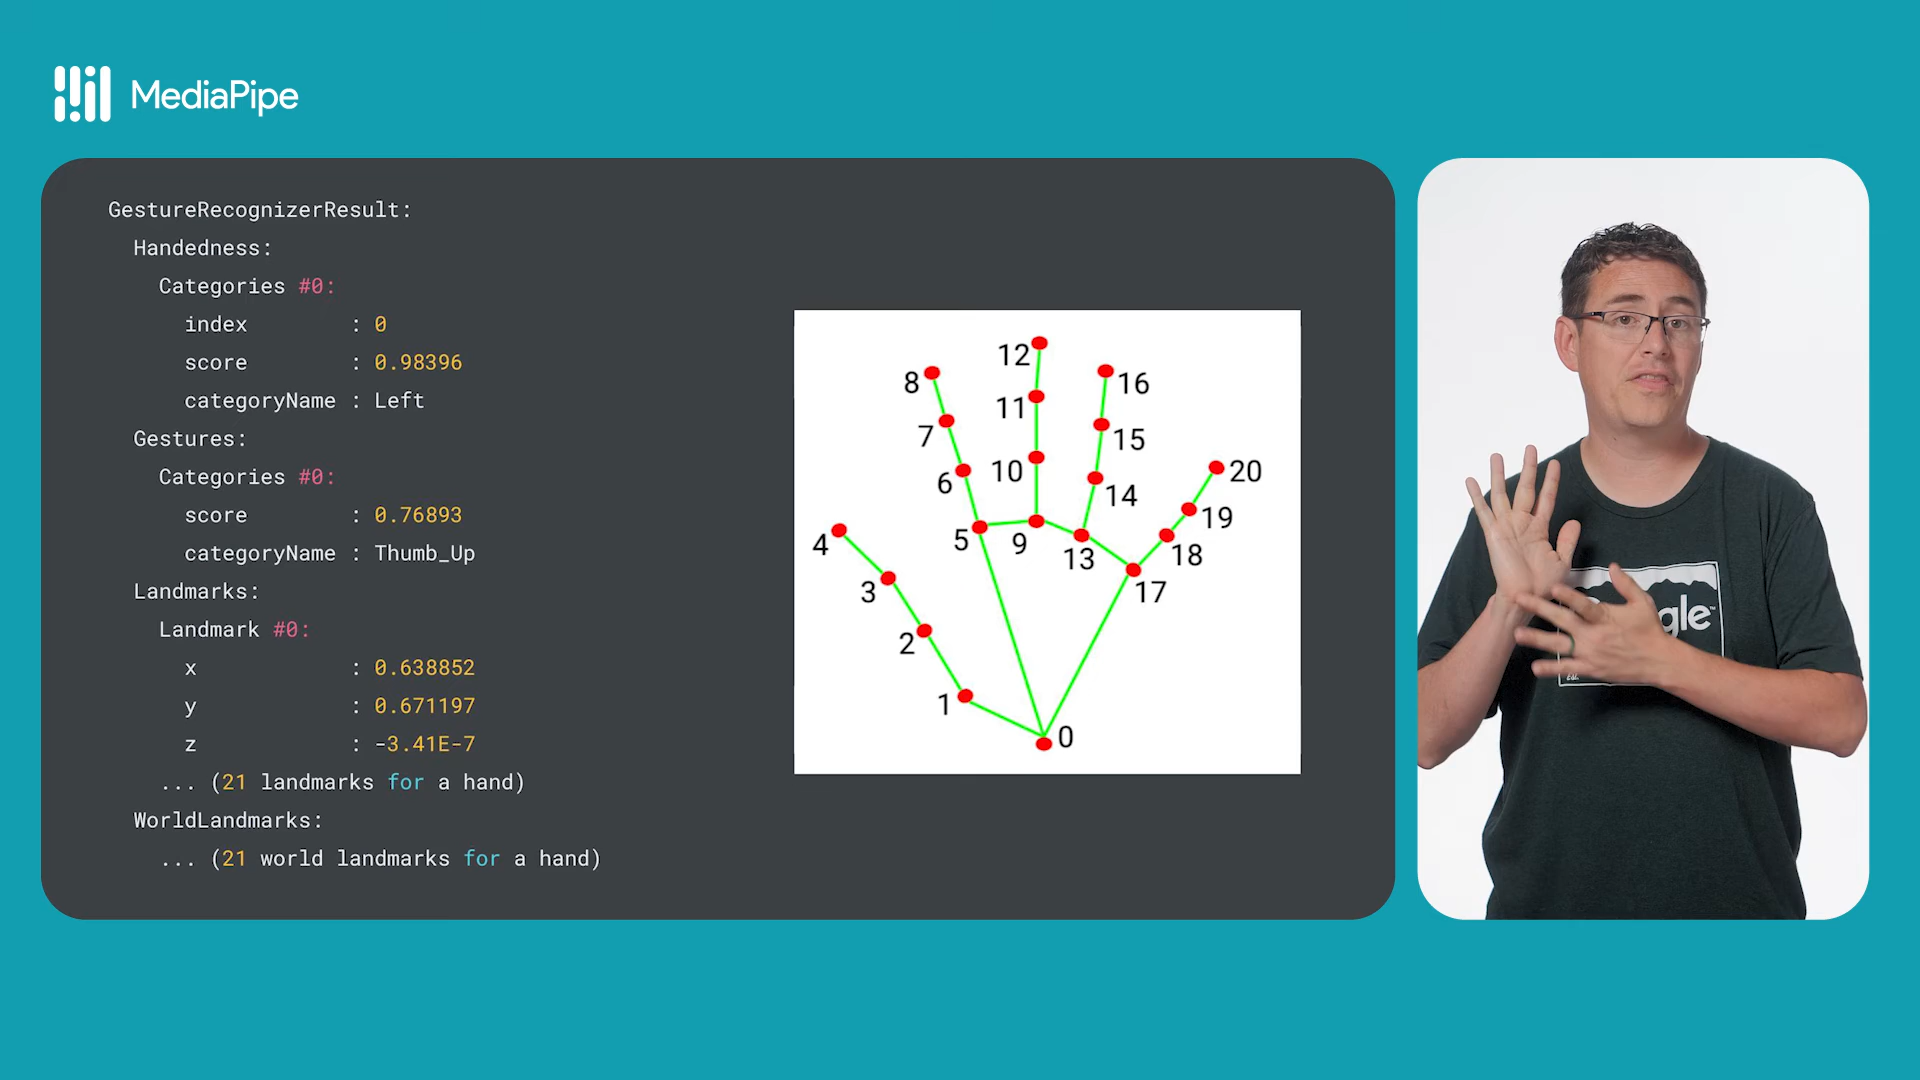 MediaPipe
GestureRecognizerResult:
Handedness:
Categories #0:
index : 0
score : 0.98396
categoryName : Left
Gestures:
Categories #0:
score : 0.76893
categoryName : Thumb_Up
Landmarks:
Landmark #0:
x : 0.638852
y : 0.671197
z : -3.41E-7
... (21 landmarks for a hand)
WorldLandmarks:
... (21 world landmarks for a hand)
12
8
16
11
7
15
10
20
6
14
19
5
9
4
13
18
3
17
2
1
0
gle™